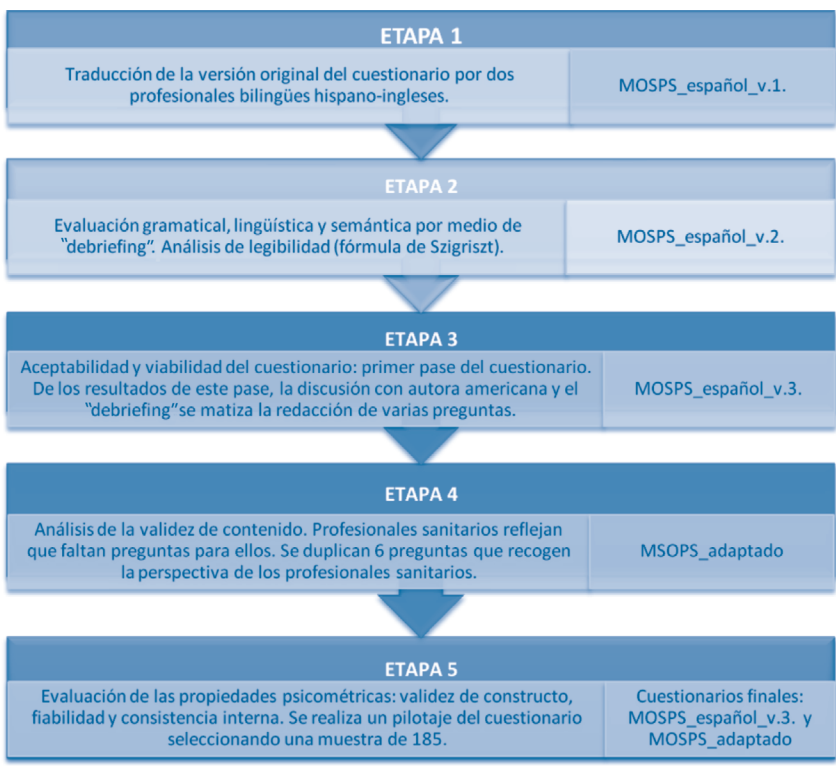 ETAPA 1
Traducción de la versión original del cuestionario por dos
profesionales bilingües hispano-ingleses.
MOSPS_español_v.1.
ETAPA 2
Evaluación gramatical, lingüística y semántica por medio de
“debriefing”. Análisis de legibilidad (fórmula de Szigriszt).
MOSPS_español_v.2.
ETAPA 3
Aceptabilidad y viabilidad del cuestionario: primer pase del cuestionario.
De los resultados de este pase, la discusión con autora americana y el
“debriefing”se matiza la redacción de varias preguntas.
MOSPS_español_v.3.
ETAPA 4
Análisis de la validez de contenido. Profesionales sanitarios reflejan
que faltan preguntas para ellos. Se duplican 6 preguntas que recogen
la perspectiva de los profesionales sanitarios.
MSOPS_adaptado
ETAPA 5
Evaluación de las propiedades psicométricas: validez de constructo,
fiabilidad y consistencia interna. Se realiza un pilotaje del cuestionario
seleccionando una muestra de 185.
Cuestionarios finales:
MOSPS_español_v.3. y
MOSPS_adaptado